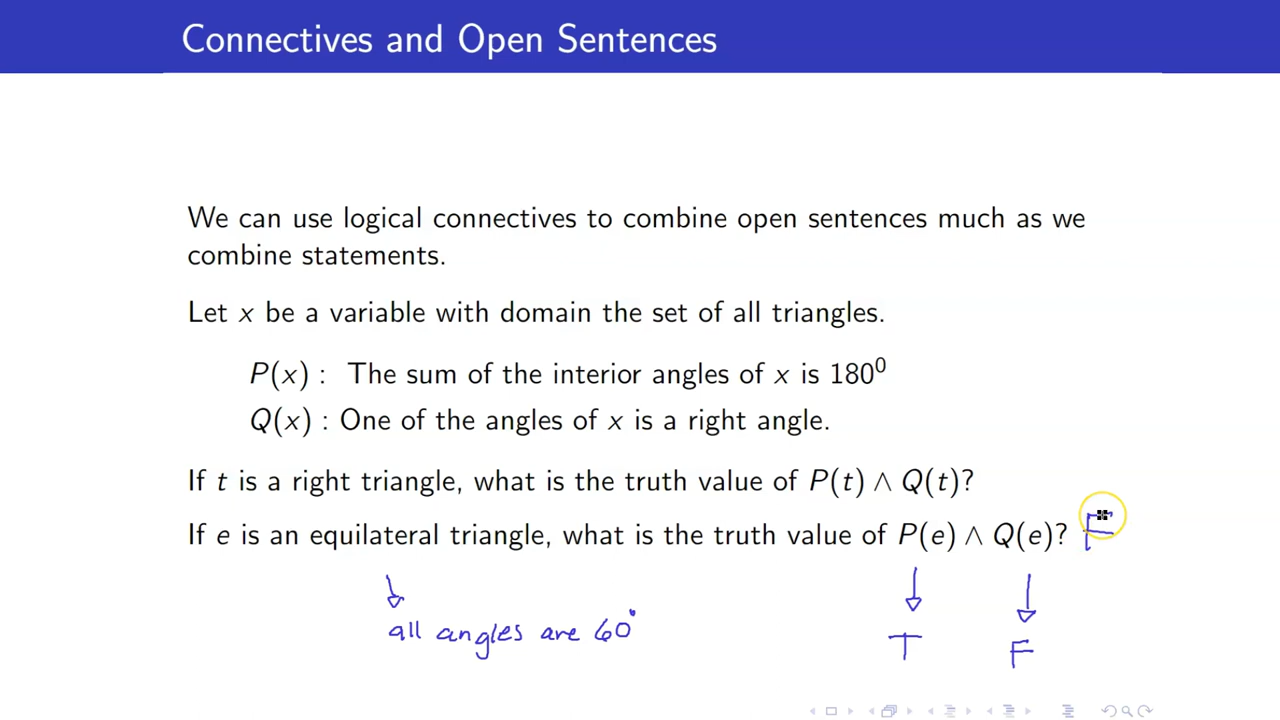 Connectives and Open Sentences
We can use logical connectives to combine open sentences much as we
combine statements.
Let x be a variable with domain the set of all triangles.
P(x) : The sum of the interior angles of x is 180⁰
Q(x) : One of the angles of x is a right angle.
If t is a right triangle, what is the truth value of P(t) ∧ Q(t)?
If e is an equilateral triangle, what is the truth value of P(e) ∧ Q(e)? F
all angles are 60° T F